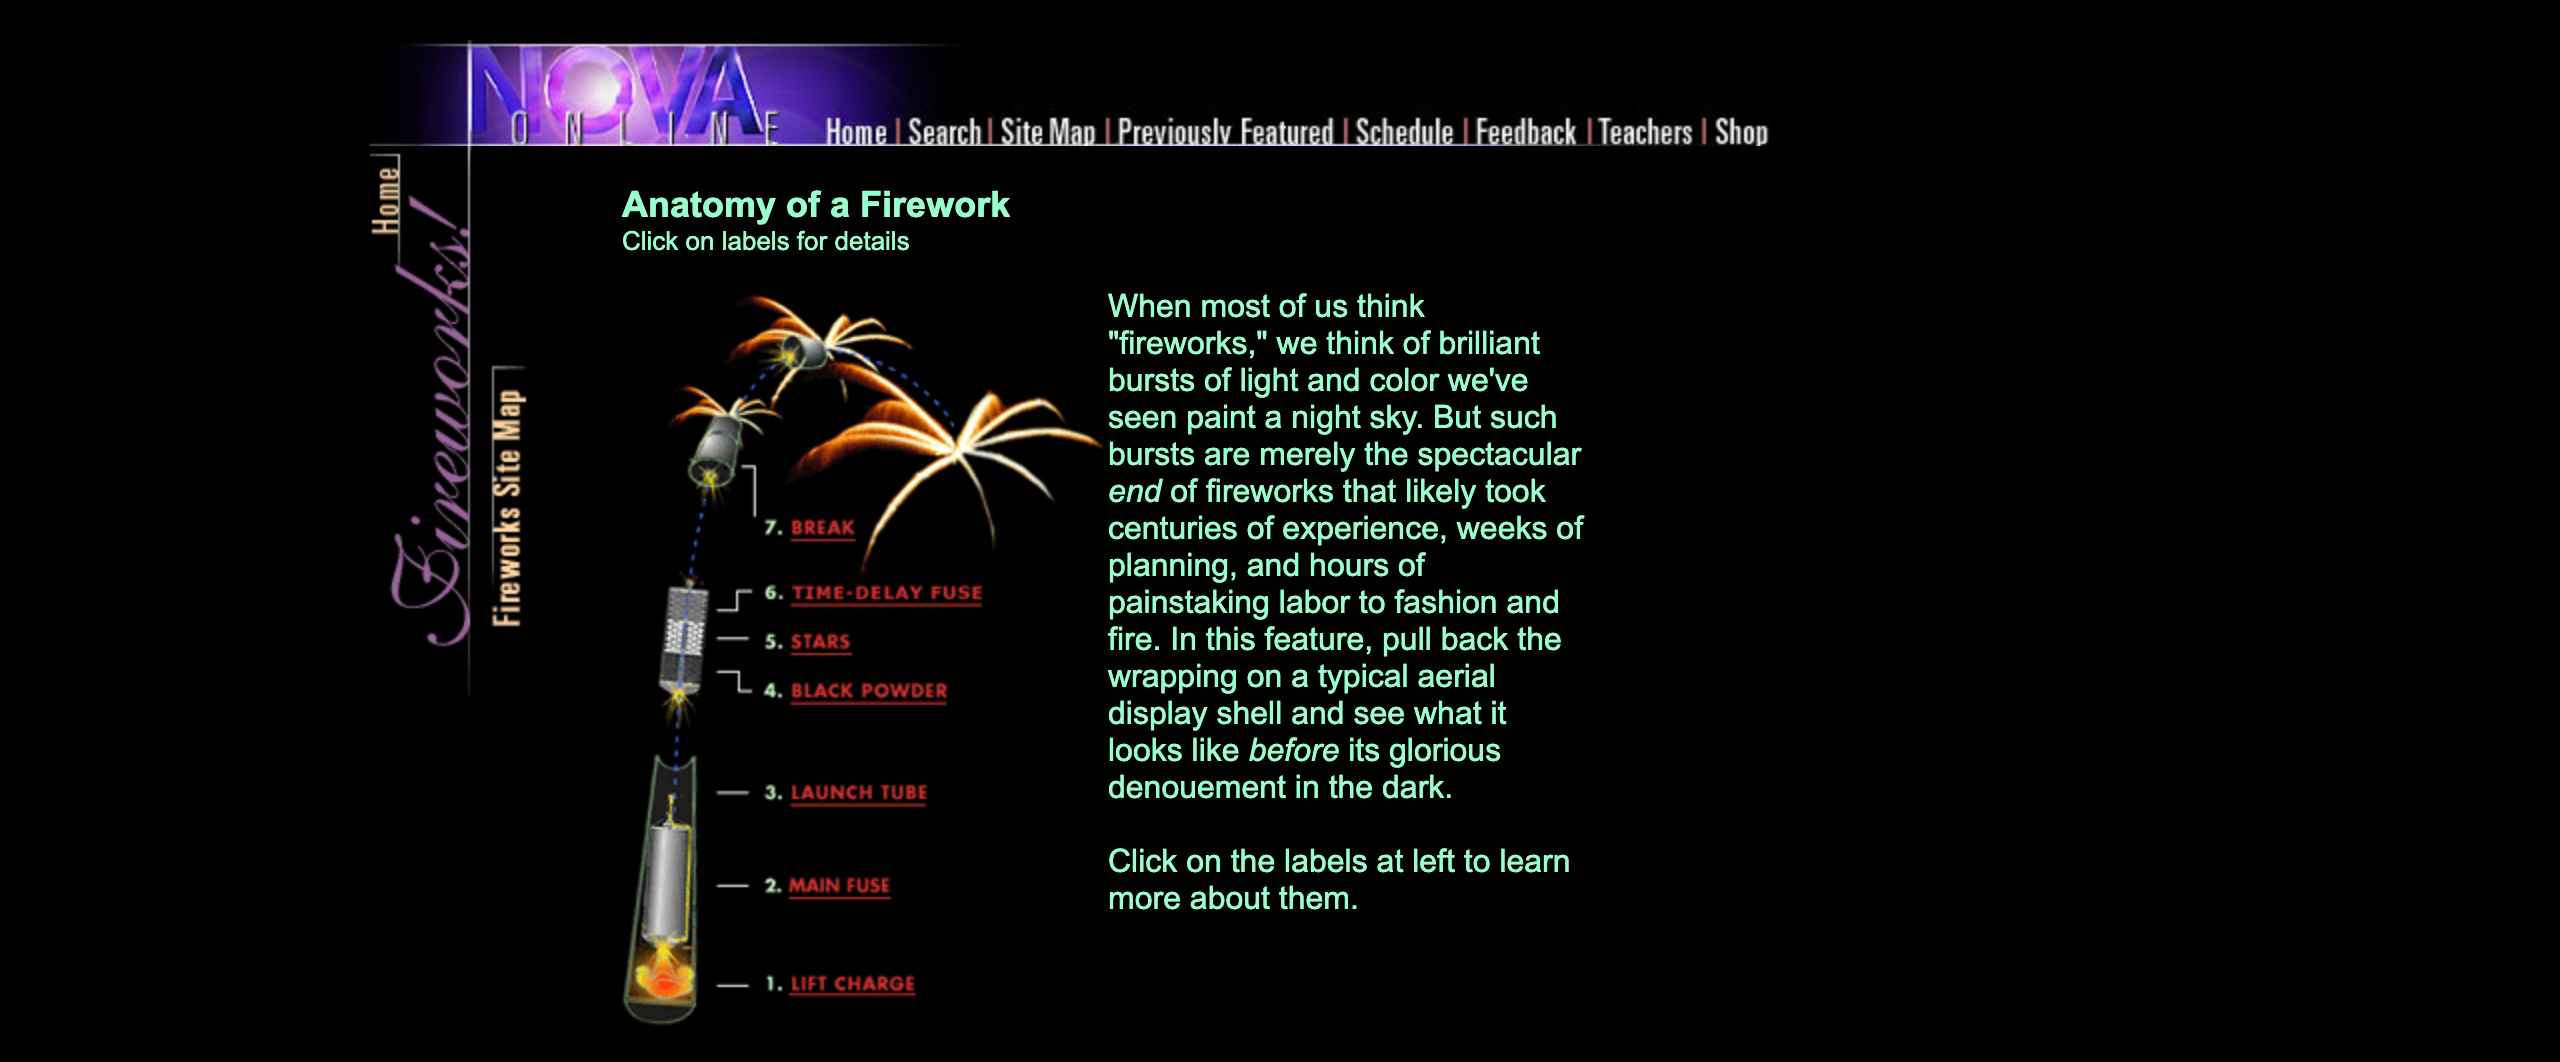 NOVA
ONLINE
Home | Search | Site Map | Previously Featured | Schedule | Feedback | Teachers | Shop
Home
Fireworks!
Fireworks Site Map
Anatomy of a Firework
Click on labels for details
7. BREAK
6. TIME-DELAY FUSE
5. STARS
4. BLACK POWDER
3. LAUNCH TUBE
2. MAIN FUSE
1. LIFT CHARGE
When most of us think
"fireworks," we think of brilliant
bursts of light and color we've
seen paint a night sky. But such
bursts are merely the spectacular
end of fireworks that likely took
centuries of experience, weeks of
planning, and hours of
painstaking labor to fashion and
fire. In this feature, pull back the
wrapping on a typical aerial
display shell and see what it
looks like before its glorious
denouement in the dark.
Click on the labels at left to learn
more about them.